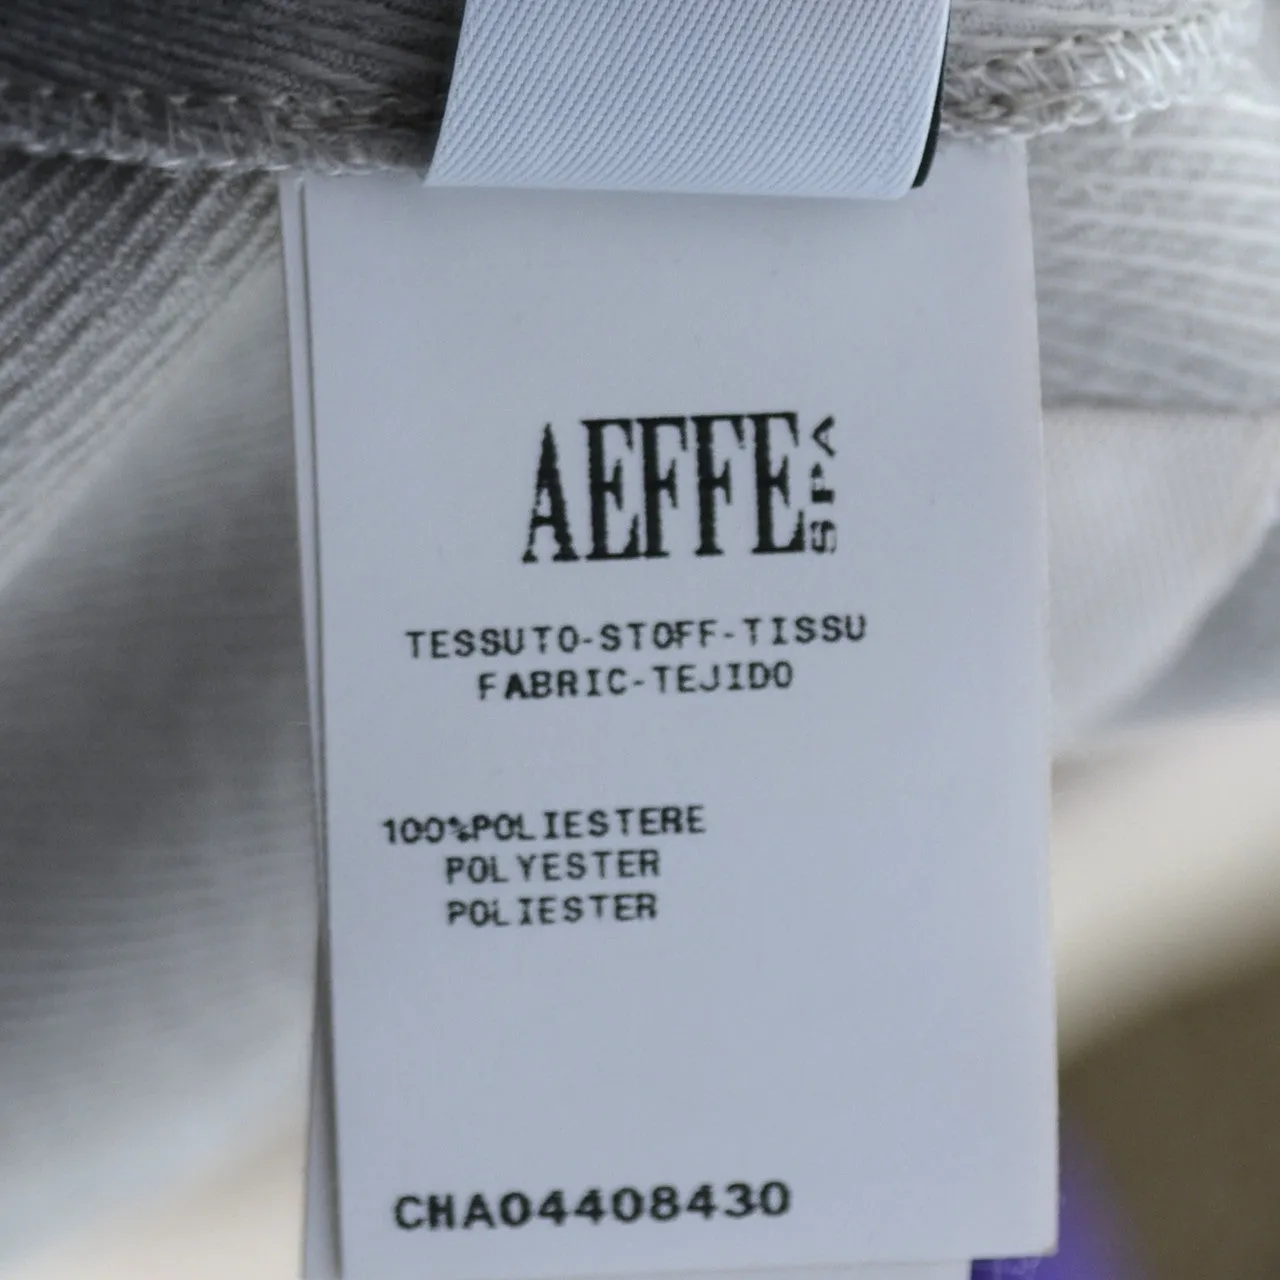 AEFFE SPA
TESSUTO-STOFF-TISSU
FABRIC-TEJIDO
100%POLIESTERE
POLYESTER
POLIESTER
CHA04408430